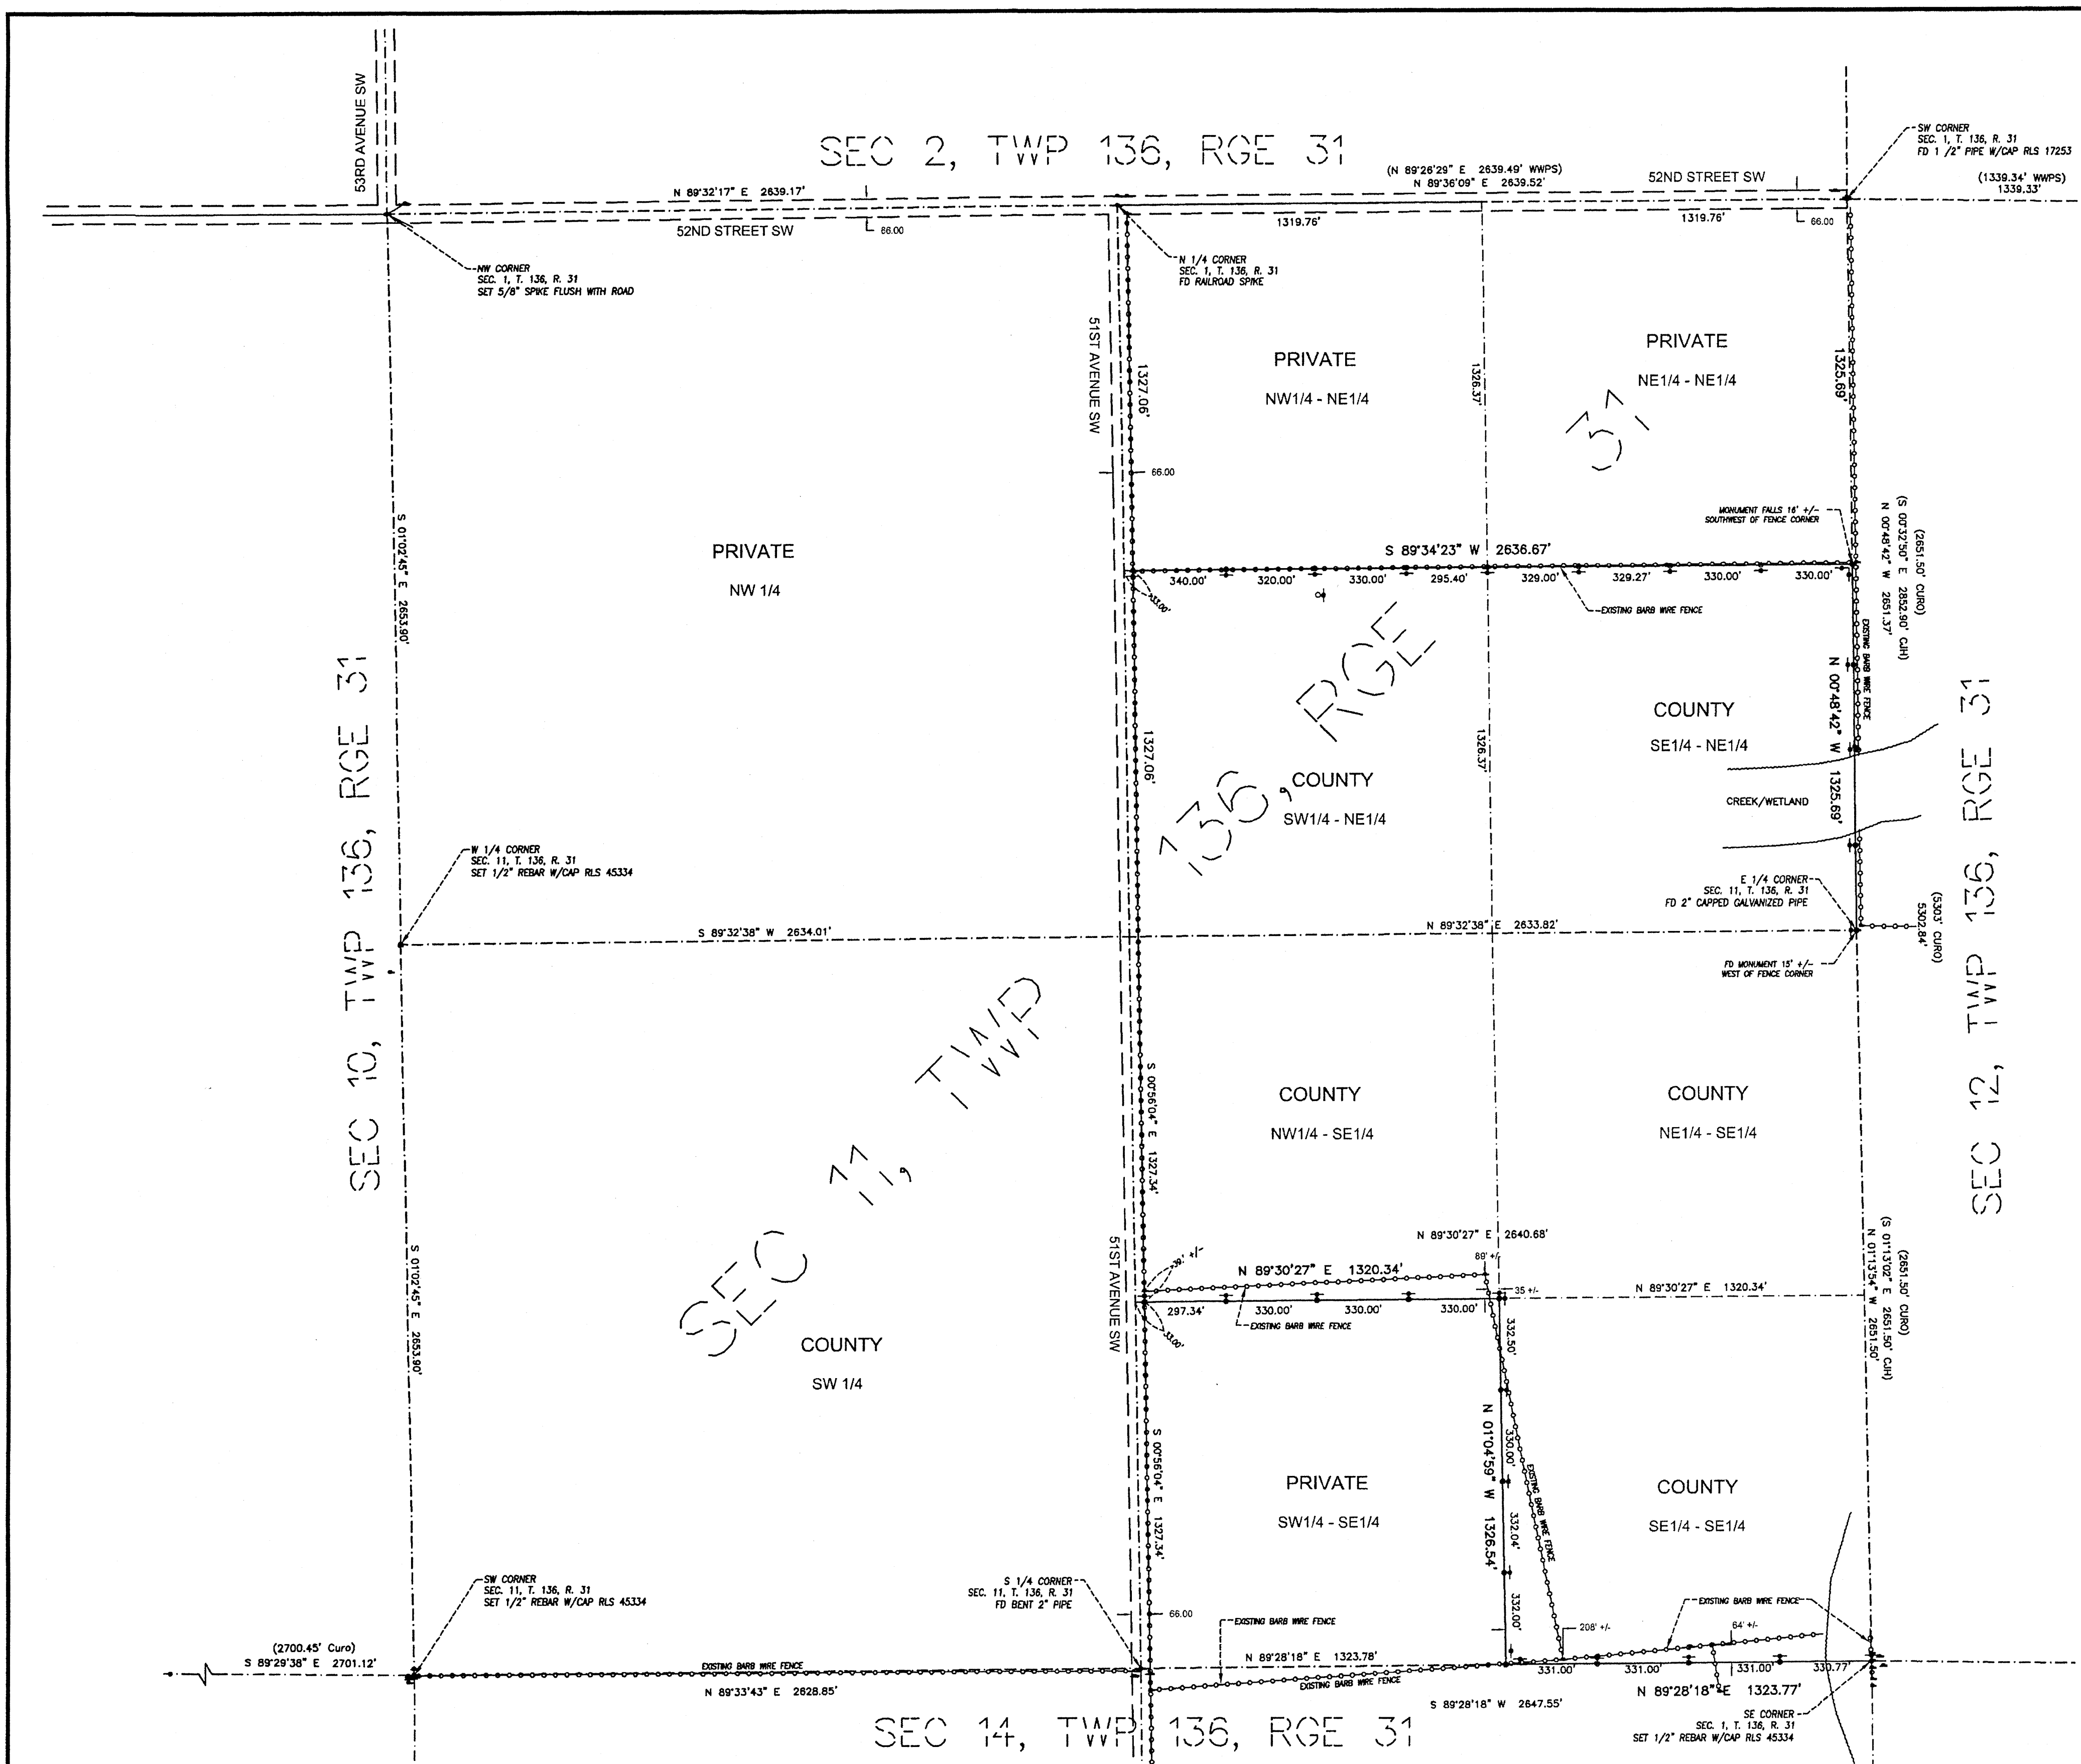 53RD AVENUE SW
SEC 2, TWP 136, RGE 31
N 89°32'17" E 2639.17'
(N 89°26'29" E 2639.49' WWPS)
N 89°36'09" E 2639.52'
52ND STREET SW
SW CORNER
SEC. 1, T. 136, R. 31
FD 1 /2" PIPE W/CAP RLS 17253
(1339.34' WWPS)
1339.33'
52ND STREET SW
66.00
1319.76'
1319.76'
66.00
NW CORNER
SEC. 1, T. 136, R. 31
SET 5/8" SPIKE FLUSH WITH ROAD
N 1/4 CORNER
SEC. 1, T. 136, R. 31
FD RAILROAD SPIKE
51ST AVENUE SW
1327.06'
66.00
PRIVATE
NW1/4 - NE1/4
1326.37'
PRIVATE
NE1/4 - NE1/4
1325.69'
MONUMENT FALLS 16' +/-
SOUTHWEST OF FENCE CORNER
(2651.50' CURO)
(S 00°32'50" E 2852.90' CJH)
N 00°48'42" W 2651.37'
S 01°02'45" E 2653.90'
PRIVATE
NW 1/4
S 89°34'23" W 2636.67'
340.00'
320.00'
330.00'
295.40'
329.00'
329.27'
330.00'
330.00'
33.00'
EXISTING BARB WIRE FENCE
EXISTING BARB WIRE FENCE
N 00°48'42" W 1325.69'
1327.06'
1326.37'
COUNTY
SW1/4 - NE1/4
COUNTY
SE1/4 - NE1/4
CREEK/WETLAND
SEC 10, TWP 136, RGE 31
SEC 11, TWP 136, RGE 31
SEC 12, TWP 136, RGE 31
W 1/4 CORNER
SEC. 11, T. 136, R. 31
SET 1/2" REBAR W/CAP RLS 45334
E 1/4 CORNER
SEC. 11, T. 136, R. 31
FD 2" CAPPED GALVANIZED PIPE
(5303' CURO)
5302.84'
S 89°32'38" W 2634.01'
N 89°32'38" E 2633.82'
FD MONUMENT 15' +/-
WEST OF FENCE CORNER
S 00°56'04" E 1327.34'
COUNTY
NW1/4 - SE1/4
COUNTY
NE1/4 - SE1/4
51ST AVENUE SW
N 89°30'27" E 2640.68'
89' +/-
N 89°30'27" E 1320.34'
35 +/-
N 89°30'27" E 1320.34'
297.34'
330.00'
330.00'
330.00'
33.00'
EXISTING BARB WIRE FENCE
(2651.50' CURO)
(S 01°13'02" E 2651.50' CJH)
N 01°13'54" W 2651.50'
S 01°02'45" E 2653.90'
COUNTY
SW 1/4
332.50'
330.00'
332.04'
332.00'
N 01°04'59" W 1326.54'
EXISTING BARB WIRE FENCE
S 00°56'04" E 1327.34'
PRIVATE
SW1/4 - SE1/4
COUNTY
SE1/4 - SE1/4
SW CORNER
SEC. 11, T. 136, R. 31
SET 1/2" REBAR W/CAP RLS 45334
S 1/4 CORNER
SEC. 11, T. 136, R. 31
FD BENT 2" PIPE
66.00
EXISTING BARB WIRE FENCE
EXISTING BARB WIRE FENCE
208' +/-
64' +/-
(2700.45' Curo)
S 89°29'38" E 2701.12'
EXISTING BARB WIRE FENCE
N 89°33'43" E 2628.85'
N 89°28'18" E 1323.78'
EXISTING BARB WIRE FENCE
331.00'
331.00'
331.00'
330.77'
N 89°28'18" E 1323.77'
S 89°28'18" W 2647.55'
SE CORNER
SEC. 1, T. 136, R. 31
SET 1/2" REBAR W/CAP RLS 45334
SEC 14, TWP 136, RGE 31